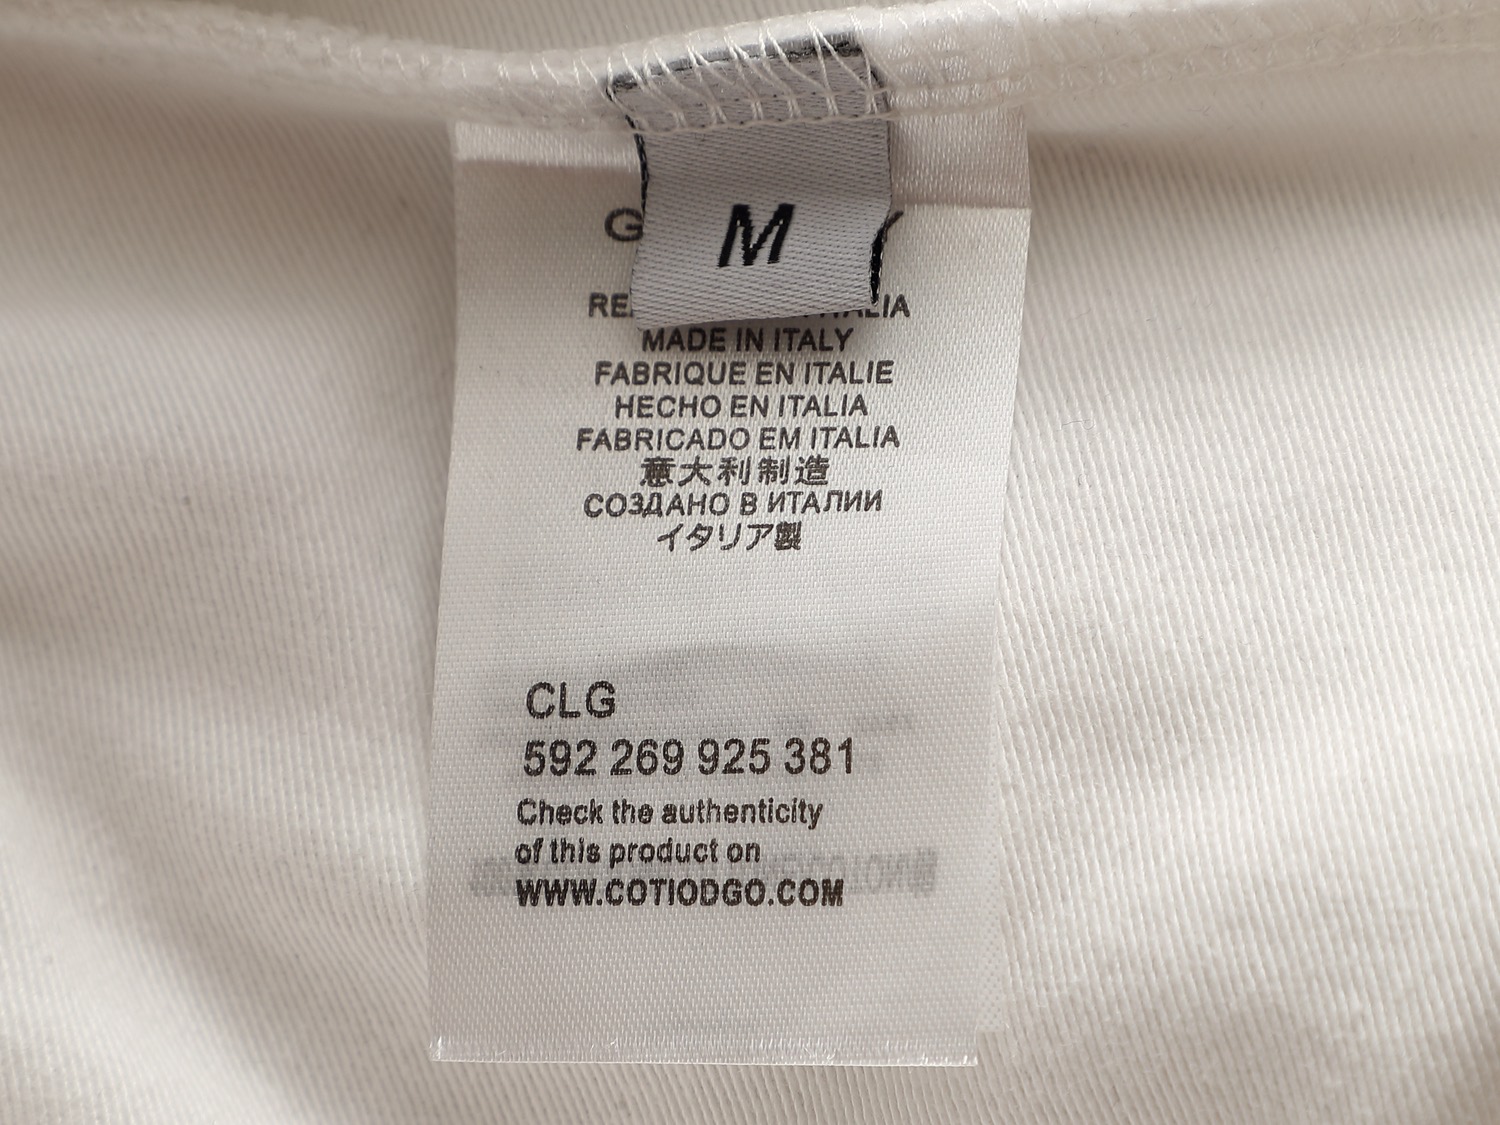 M
MADE IN ITALY
FABRIQUE EN ITALIE
HECHO EN ITALIA
FABRICADO EM ITALIA
意大利制造
СОЗДАНО В ИТАЛИИ
イタリア製
CLG
592 269 925 381
Check the authenticity
of this product on
WWW.COTIODGO.COM